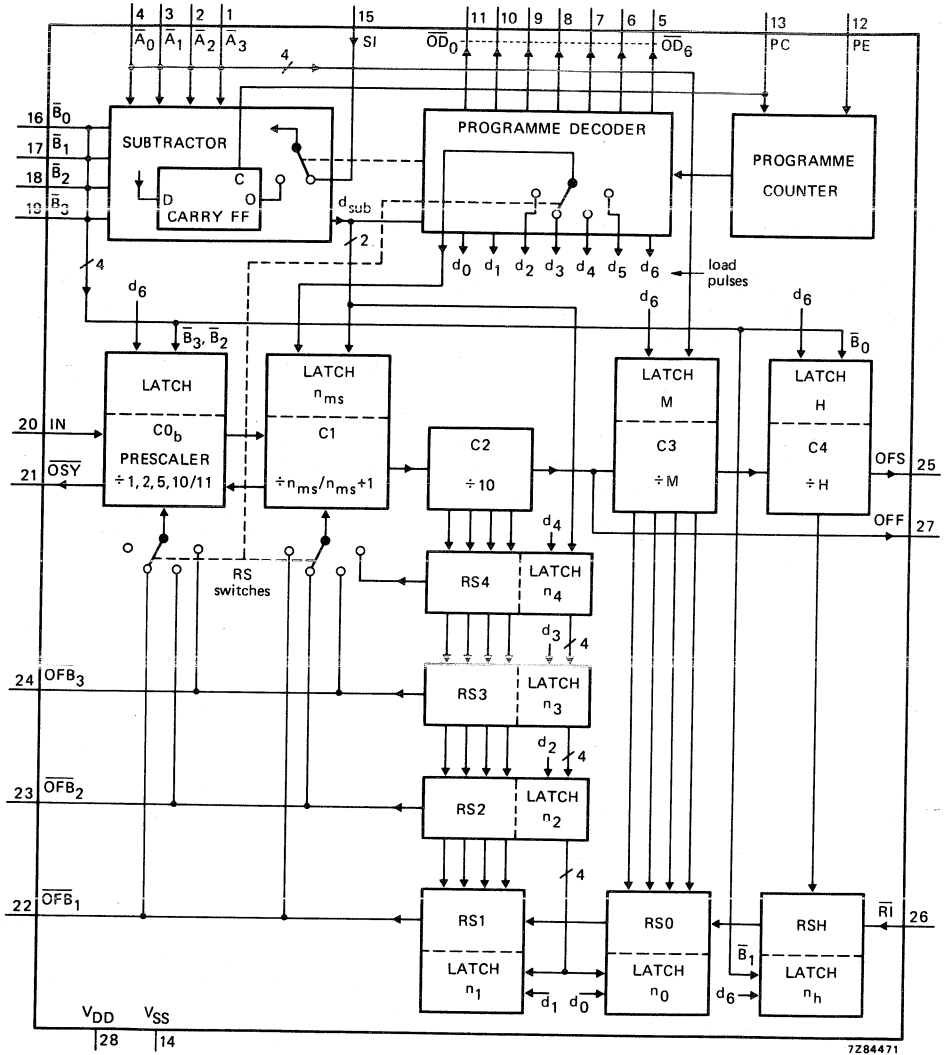 4 3 2 1 15 11 10 9 8 7 6 5 13 12
A̅0 A̅1 A̅2 A̅3 SI O̅D̅0 O̅D̅6 PC PE
4
16 B̅0
17 B̅1
18 B̅2
19 B̅3
SUBTRACTOR
C
D O
CARRY FF
dsub
PROGRAMME DECODER
PROGRAMME
COUNTER
4
2
d0 d1 d2 d3 d4 d5 d6
load
pulses
d6
B̅3, B̅2
d6
d6
B̅0
LATCH
C0b
PRESCALER
÷1, 2, 5, 10/11
LATCH
nms
C1
÷nms/nms+1
C2
÷10
LATCH
M
C3
÷M
LATCH
H
C4
÷H
20 IN
21 O̅S̅Y̅
OFS 25
OFF 27
RS
switches
d4
RS4
LATCH
n4
d3
4
24 O̅F̅B̅3
RS3
LATCH
n3
d2
4
23 O̅F̅B̅2
RS2
LATCH
n2
4
22 O̅F̅B̅1
RS1
LATCH
n1
RS0
LATCH
n0
RSH
LATCH
nh
R̅I̅ 26
B̅1
d1 d0
d6
VDD
28
VSS
14
7Z84471